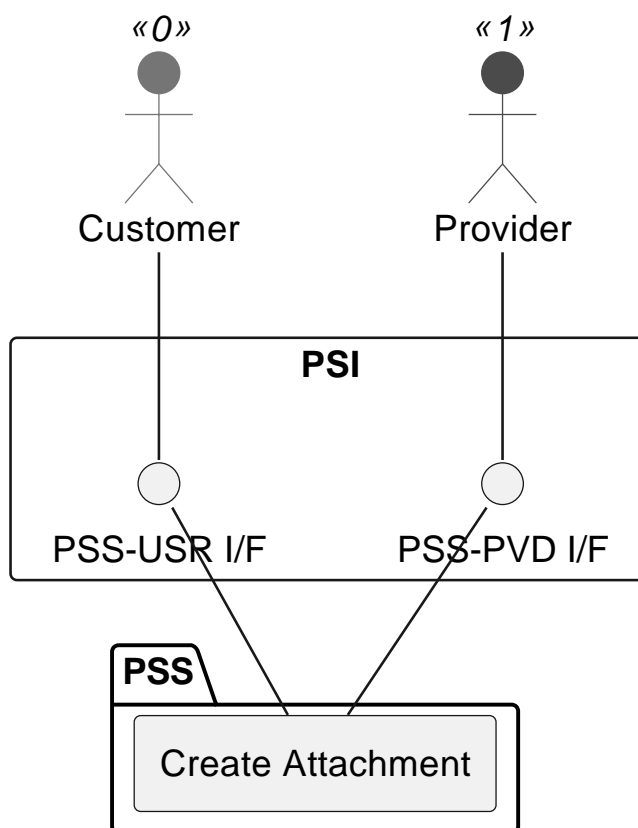 «0» «1»
Customer Provider
PSI
PSS-USR I/F PSS-PVD I/F
PSS
Create Attachment